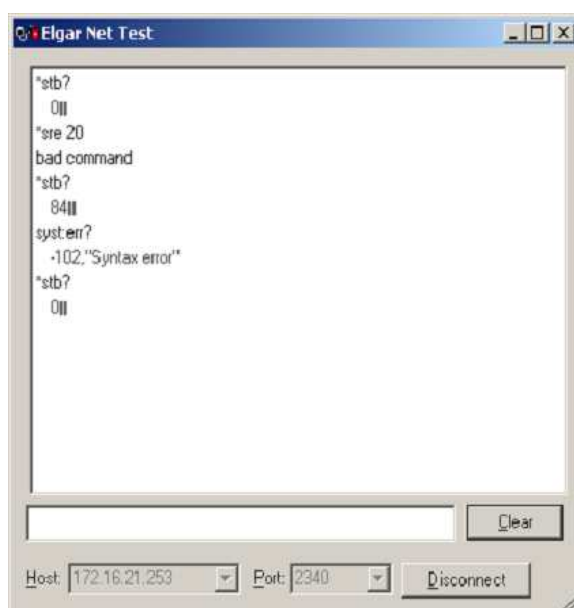 Elgar Net Test
*stb?
0
*sre 20
bad command
*stb?
84
syst:err?
-102,"Syntax error"
*stb?
0
Clear
Host: 172.16.21.253 Port: 2340 Disconnect